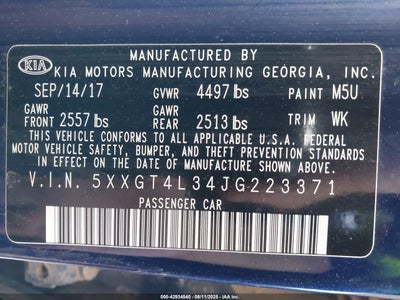 MANUFACTURED BY
KIA KIA MOTORS MANUFACTURING GEORGIA, INC.
SEP/14/17 GVWR 4497 lbs PAINT M5U
GAWR GAWR
FRONT 2557 lbs REAR 2513 lbs TRIM WK
THIS VEHICLE CONFORMS TO ALL APPLICABLE U.S.A. FEDERAL
MOTOR VEHICLE SAFETY, BUMPER, AND THEFT PREVENTION STANDARDS
IN EFFECT ON THE DATE OF MANUFACTURE SHOWN ABOVE.
V.I.N. 5XXGT4L34JG223371
PASSENGER CAR
000-42934540 - 08/11/2025 - IAA Inc.